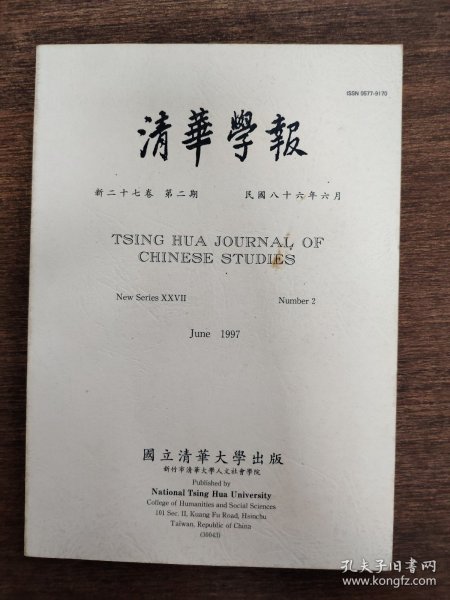 ISSN 0577-9170
清華學報
新二十七卷 第二期 民國八十六年六月
TSING HUA JOURNAL OF
CHINESE STUDIES
New Series XXVII Number 2
June 1997
國立清華大學出版
新竹市清華大學人文社會學院
Published by
National Tsing Hua University
College of Humanities and Social Sciences
101 Sec. II, Kuang Fu Road, Hsinchu
Taiwan, Republic of China
(30043)
孔夫子旧书网
www.kongfz.com